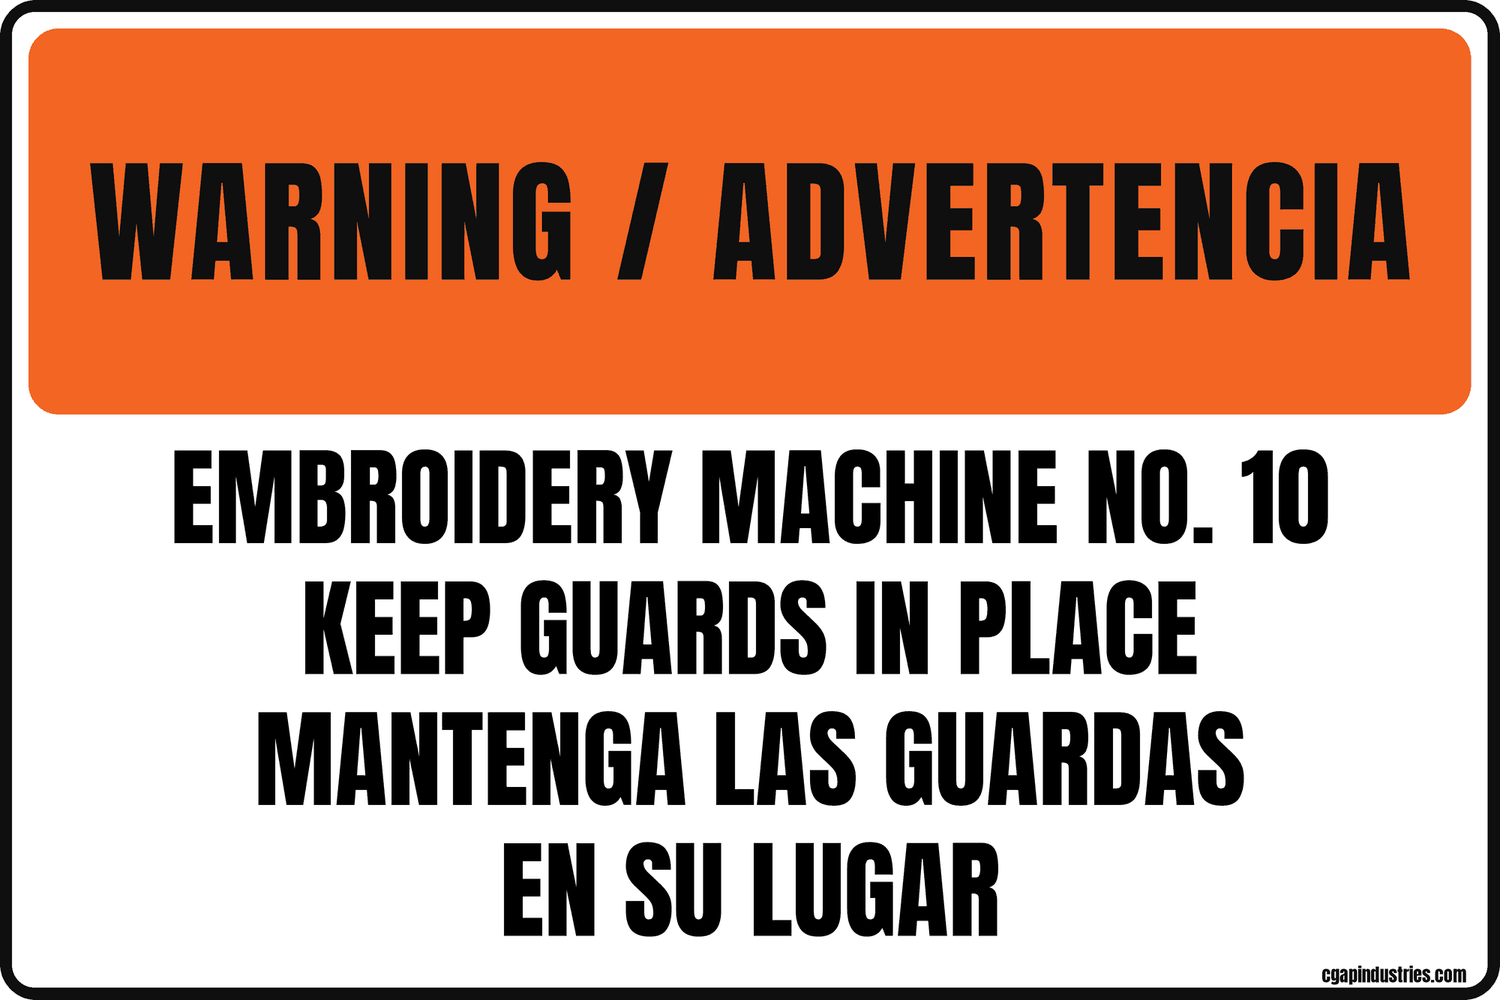 WARNING / ADVERTENCIA
EMBROIDERY MACHINE NO. 10
KEEP GUARDS IN PLACE
MANTENGA LAS GUARDAS
EN SU LUGAR
cgapindustries.com